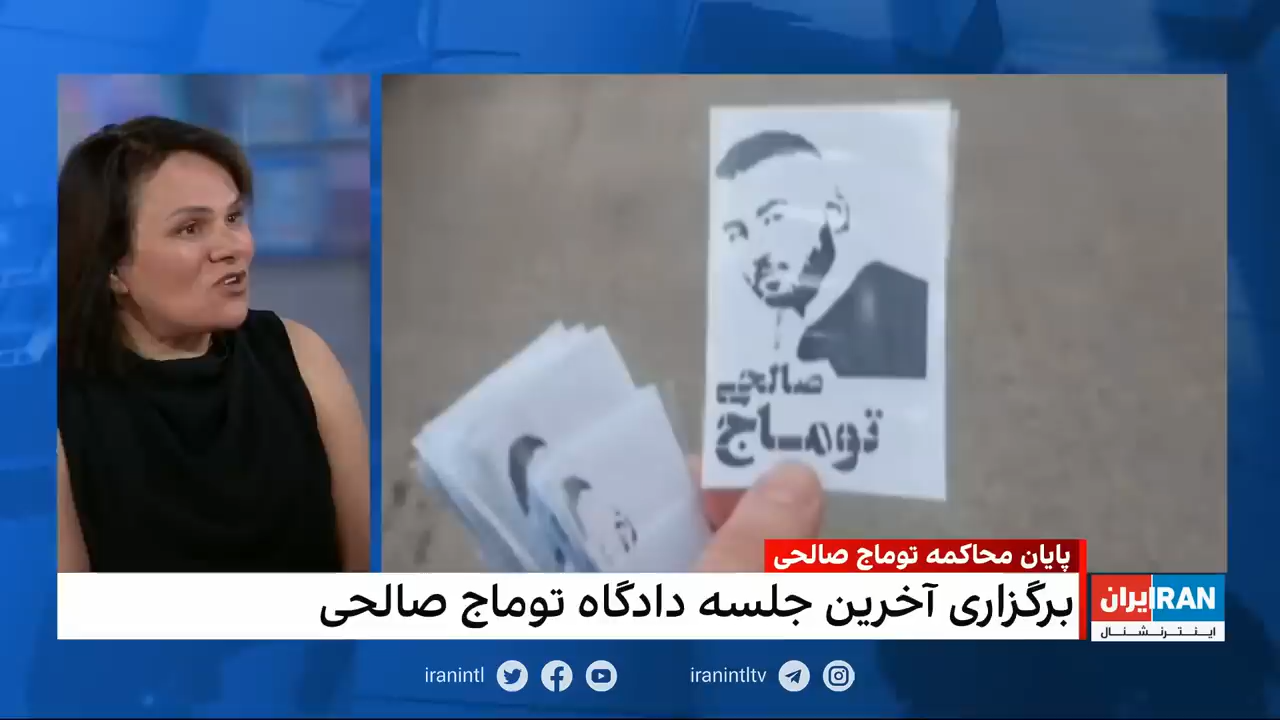 صالحی
توماج
پایان محاکمه توماج صالحی
برگزاری آخرین جلسه دادگاه توماج صالحی
ایران IRAN
اینترنشنال
iranintl
iranintltv